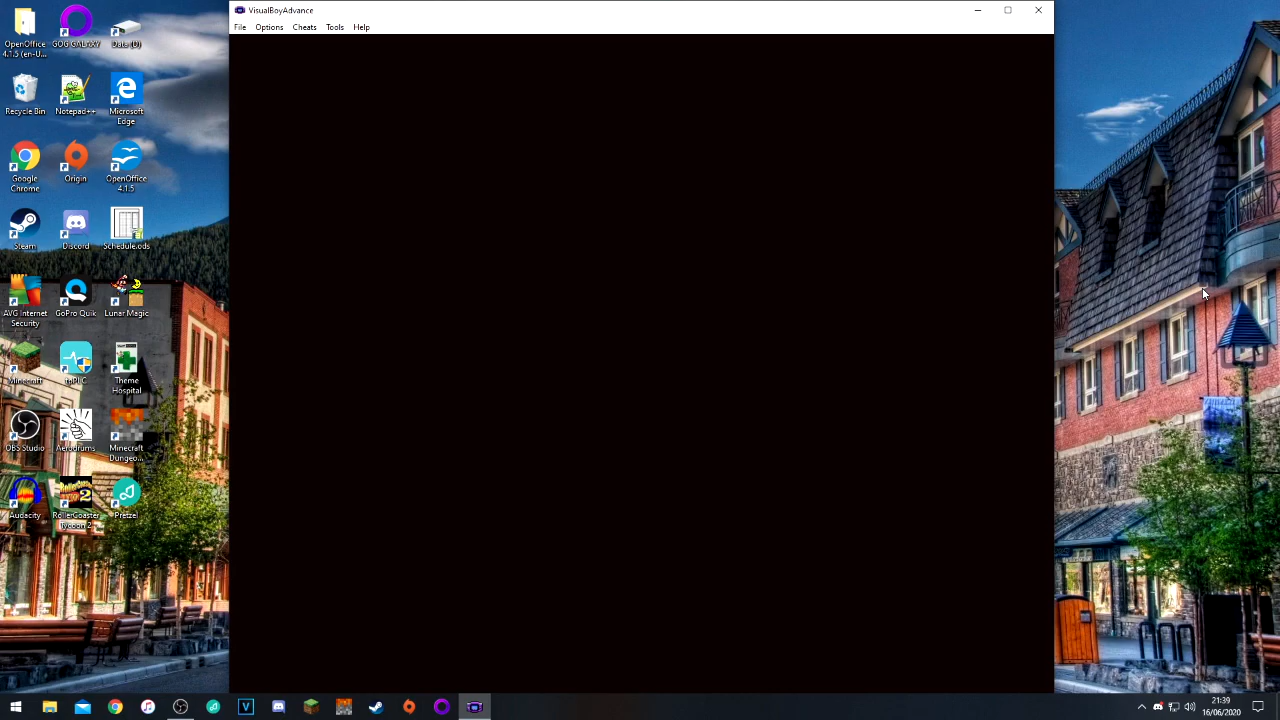 VisualBoyAdvance
File Options Cheats Tools Help
OpenOffice 4.1.5 (en-U...
GOG GALAXY
Data (D)
Recycle Bin
Notepad++
Microsoft Edge
Google Chrome
Origin
OpenOffice 4.1.5
Steam
Discord
Schedule.ods
AVG Internet Security
GoPro Quik
Lunar Magic
Minecraft
Theme Hospital
OBS Studio
Aerodrums
Minecraft Dungeo...
Audacity
RollerCoaster Tycoon 2
Pretzel
21:39
16/06/2020